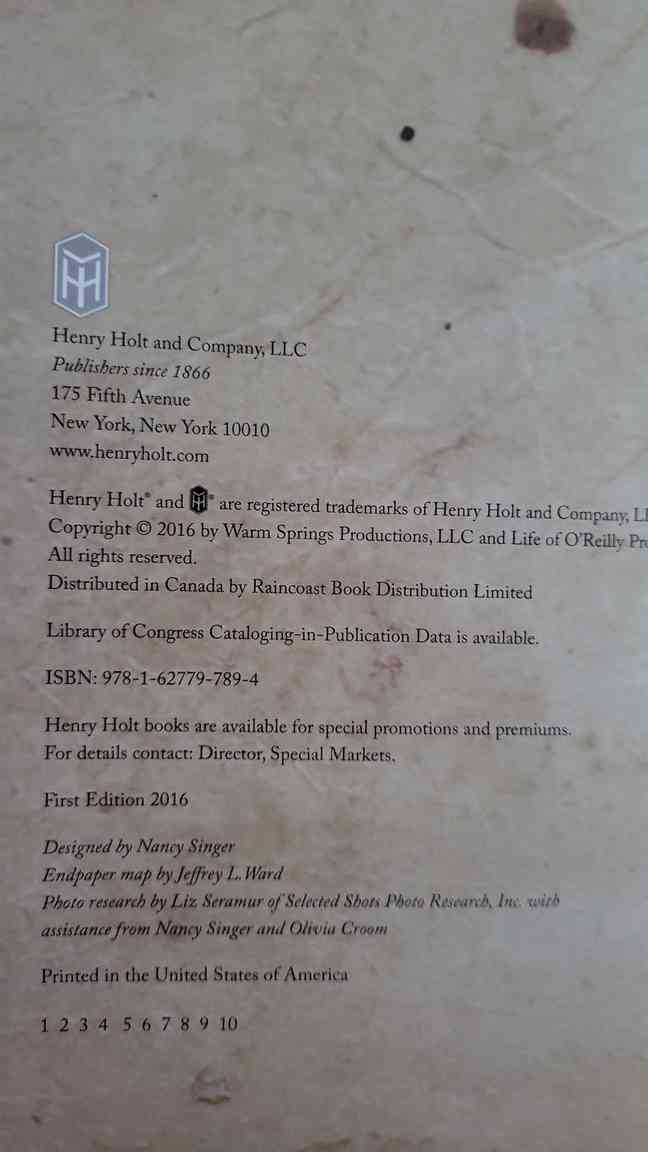 Henry Holt and Company, LLC
Publishers since 1866
175 Fifth Avenue
New York, New York 10010
www.henryholt.com
Henry Holt® and ® are registered trademarks of Henry Holt and Company,
Copyright © 2016 by Warm Springs Productions, LLC and Life of O'Reilly
All rights reserved.
Distributed in Canada by Raincoast Book Distribution Limited
Library of Congress Cataloging-in-Publication Data is available.
ISBN: 978-1-62779-789-4
Henry Holt books are available for special promotions and premiums.
For details contact: Director, Special Markets.
First Edition 2016
Designed by Nancy Singer
Endpaper map by Jeffrey L. Ward
Photo research by Liz Seramur of Selected Shots Photo Research, Inc. with
assistance from Nancy Singer and Olivia Croom
Printed in the United States of America
1 2 3 4 5 6 7 8 9 10